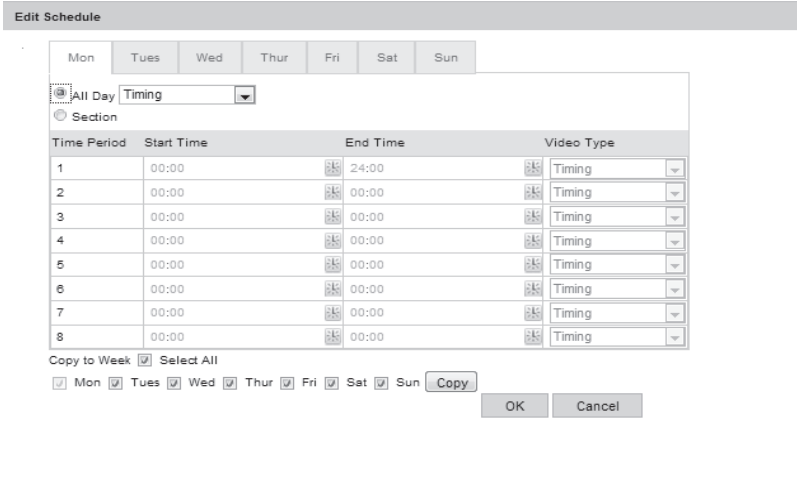 Edit Schedule
Mon Tues Wed Thur Fri Sat Sun
All Day Timing
Section
Time Period Start Time End Time Video Type
1 00:00 24:00 Timing
2 00:00 00:00 Timing
3 00:00 00:00 Timing
4 00:00 00:00 Timing
5 00:00 00:00 Timing
6 00:00 00:00 Timing
7 00:00 00:00 Timing
8 00:00 00:00 Timing
Copy to Week Select All
Mon Tues Wed Thur Fri Sat Sun Copy
OK Cancel